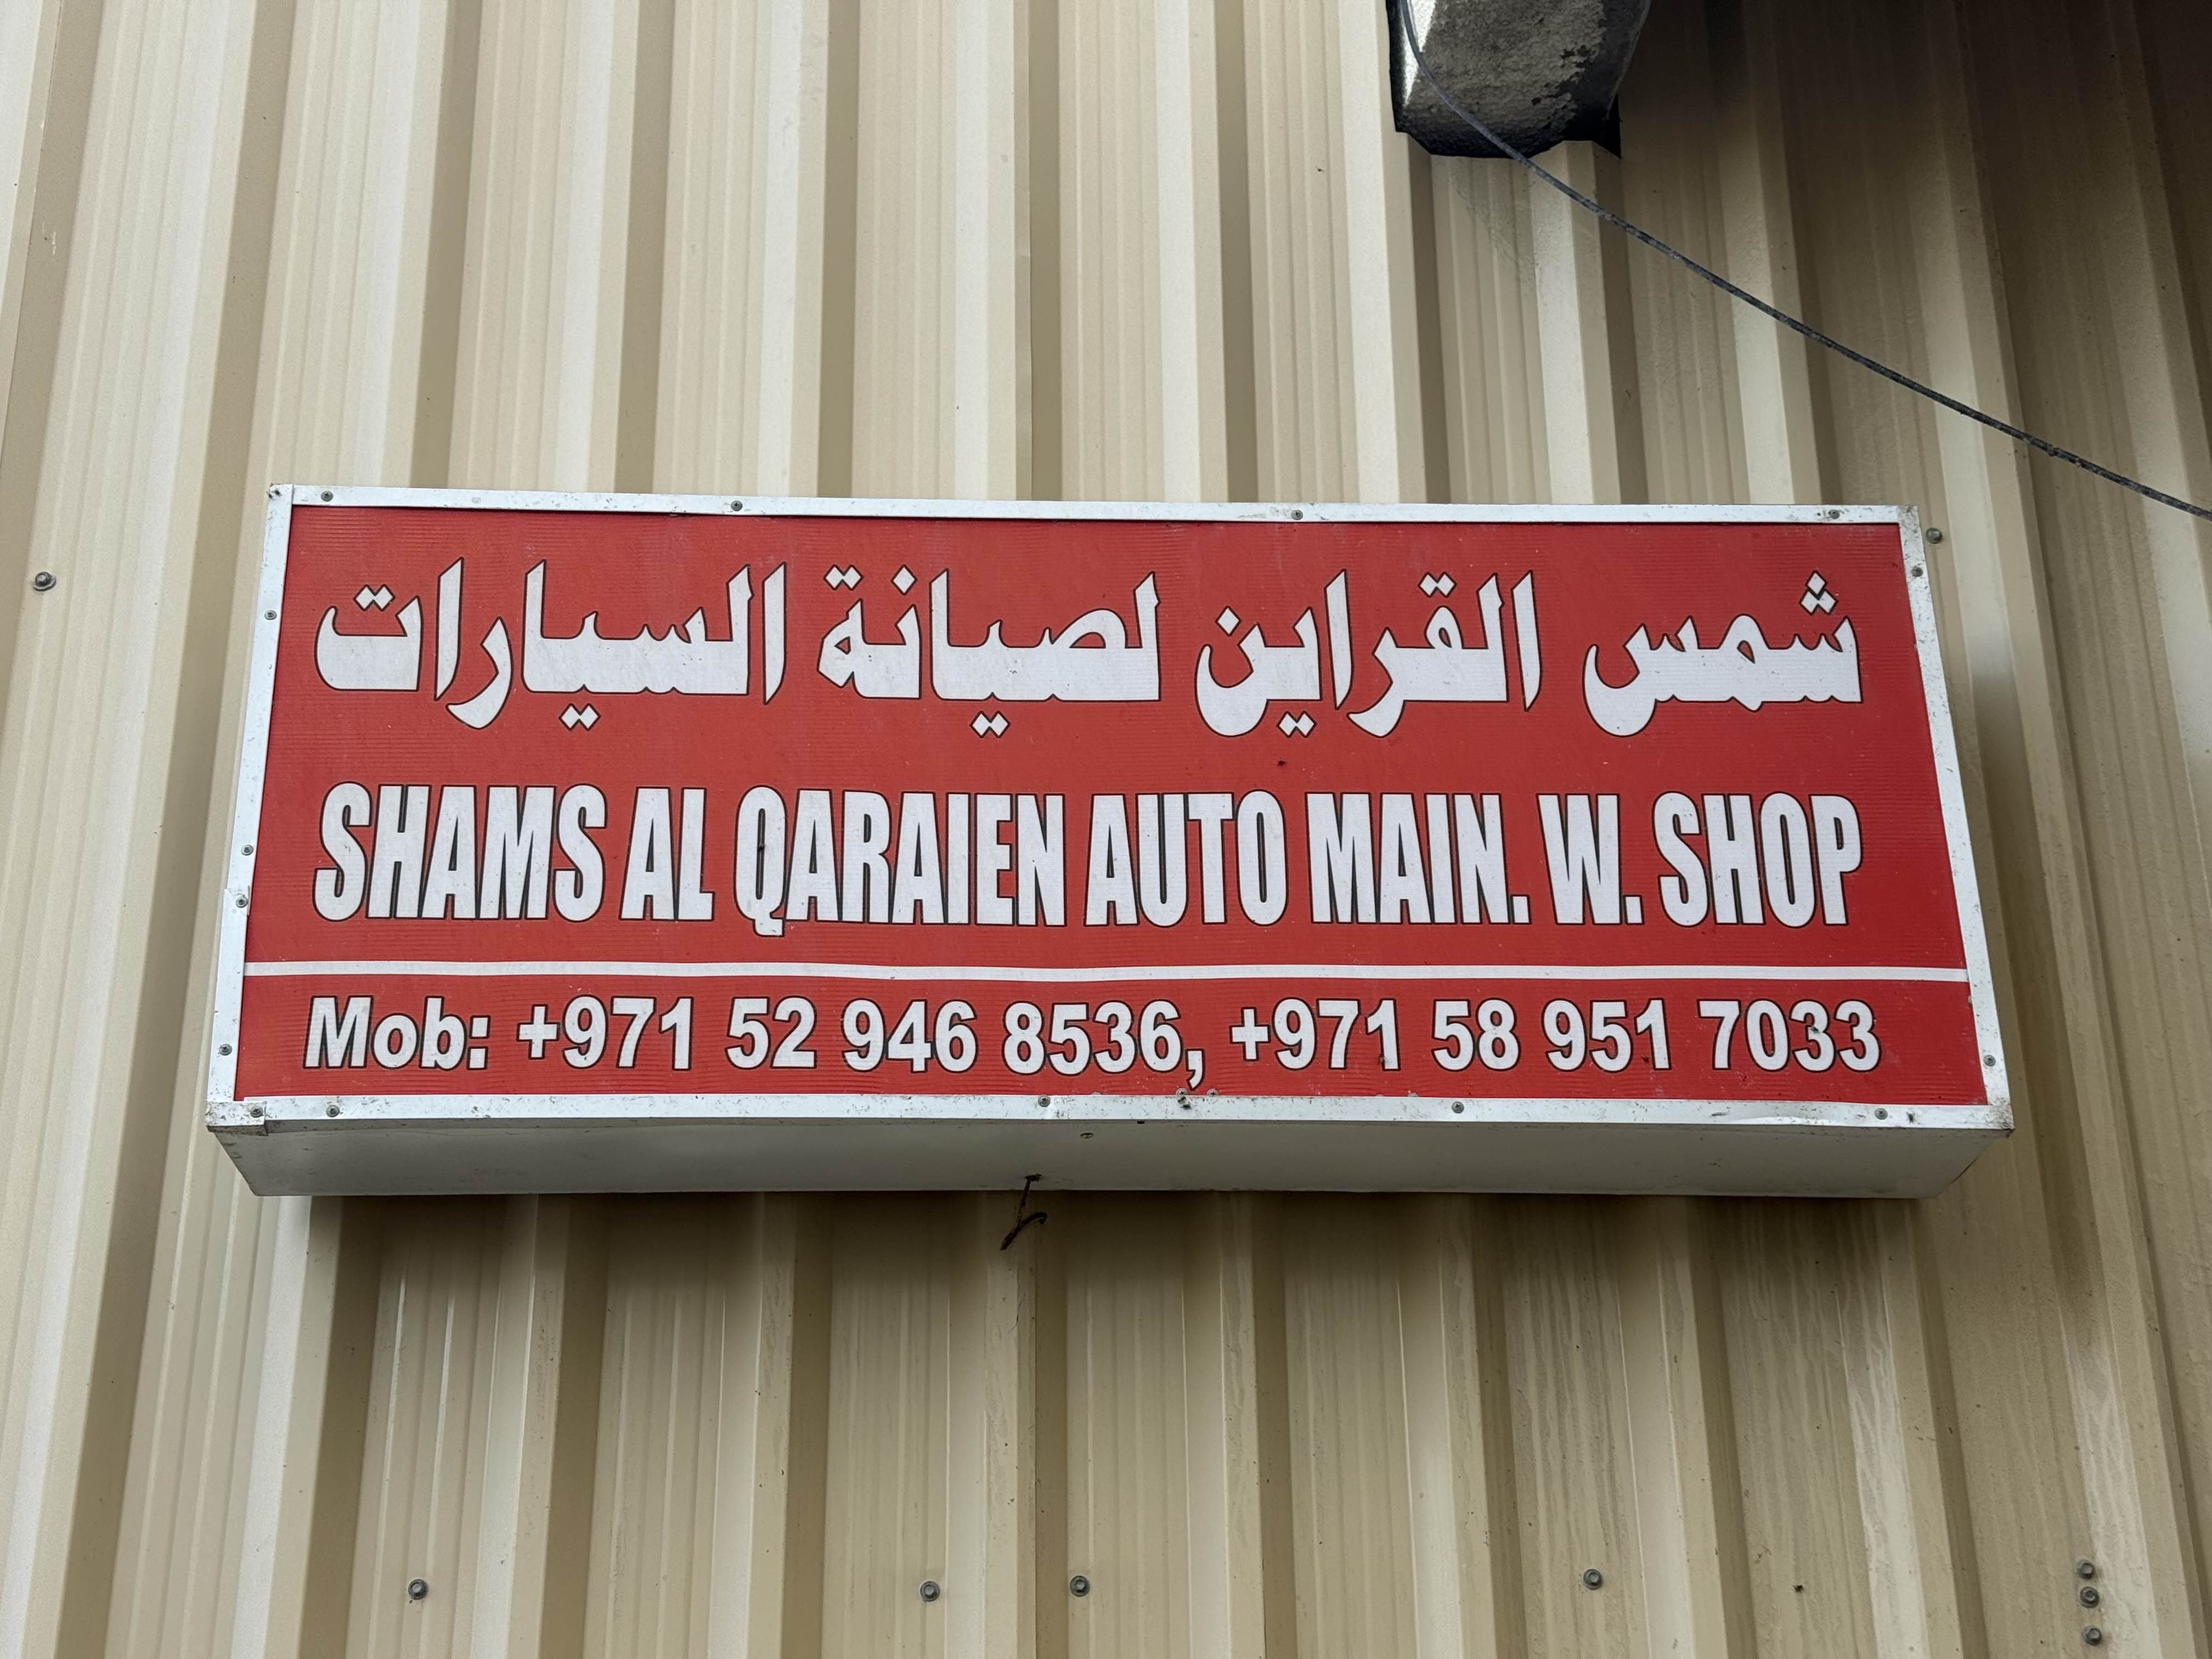 شمس القراين لصيانة السيارات
SHAMS AL QARAIEN AUTO MAIN. W. SHOP
Mob: +971 52 946 8536, +971 58 951 7033